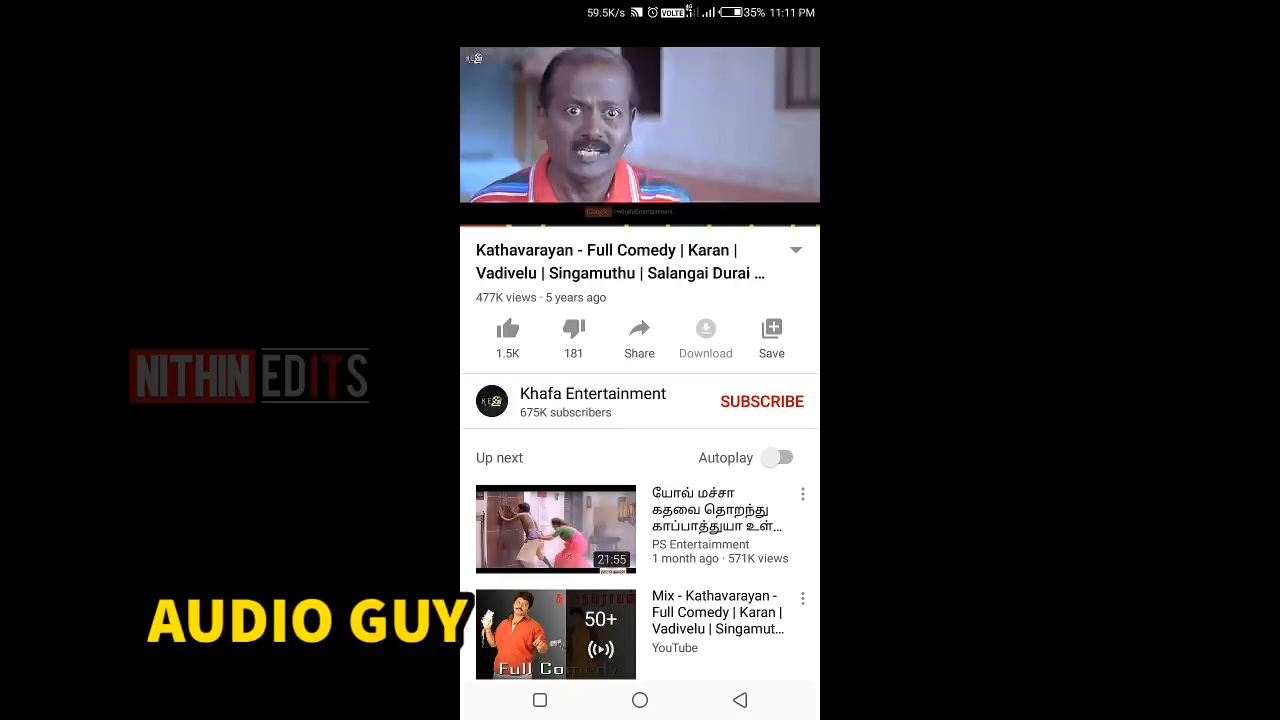 59.5K/s VOLTE 4G 35% 11:11 PM
Kathavarayan - Full Comedy | Karan |
Vadivelu | Singamuthu | Salangai Durai ...
477K views · 5 years ago
1.5K
181
Share
Download
Save
Khafa Entertainment
675K subscribers
SUBSCRIBE
Up next
Autoplay
யோவ் மச்சா
கதவை தொறந்து
காப்பாத்துயா உள்...
PS Entertaimment
1 month ago · 571K views
21:55
Mix - Kathavarayan -
Full Comedy | Karan |
Vadivelu | Singamut...
YouTube
50+
Full Comedy
NITHIN EDITS
AUDIO GUY